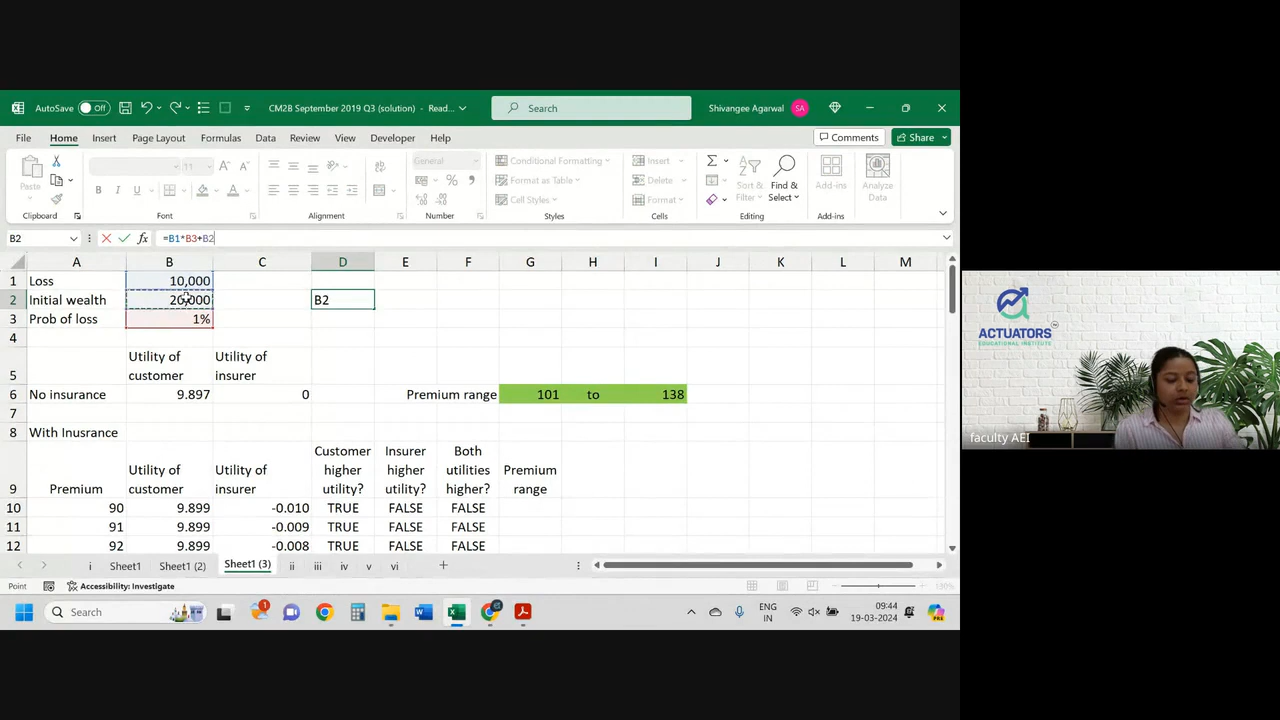 AutoSave Off CM2B September 2019 Q3 (solution) - Read... Search Shivangee Agarwal SA
File Home Insert Page Layout Formulas Data Review View Developer Help Comments Share
Paste 11 General Conditional Formatting Insert Sort & Filter Find & Select Add-ins Analyze Data
Format as Table Delete
Cell Styles Format
Clipboard Font Alignment Number Styles Cells Editing Add-ins
B2 fx =B1*B3+B2
A B C D E F G H I J K L M
1 Loss 10,000
2 Initial wealth 20,000 B2
3 Prob of loss 1%
4
5 Utility of customer Utility of insurer
6 No insurance 9.897 0 Premium range 101 to 138
7
8 With Inusrance
9 Premium Utility of customer Utility of insurer Customer higher utility? Insurer higher utility? Both utilities higher? Premium range
10 90 9.899 -0.010 TRUE FALSE FALSE
11 91 9.899 -0.009 TRUE FALSE FALSE
12 92 9.899 -0.008 TRUE FALSE FALSE
i Sheet1 Sheet1 (2) Sheet1 (3) ii iii iv v vi
Point Accessibility: Investigate 130%
Search 1 ENG IN 09:44 19-03-2024
ACTUATORS
EDUCATIONAL INSTITUTE
faculty AEI